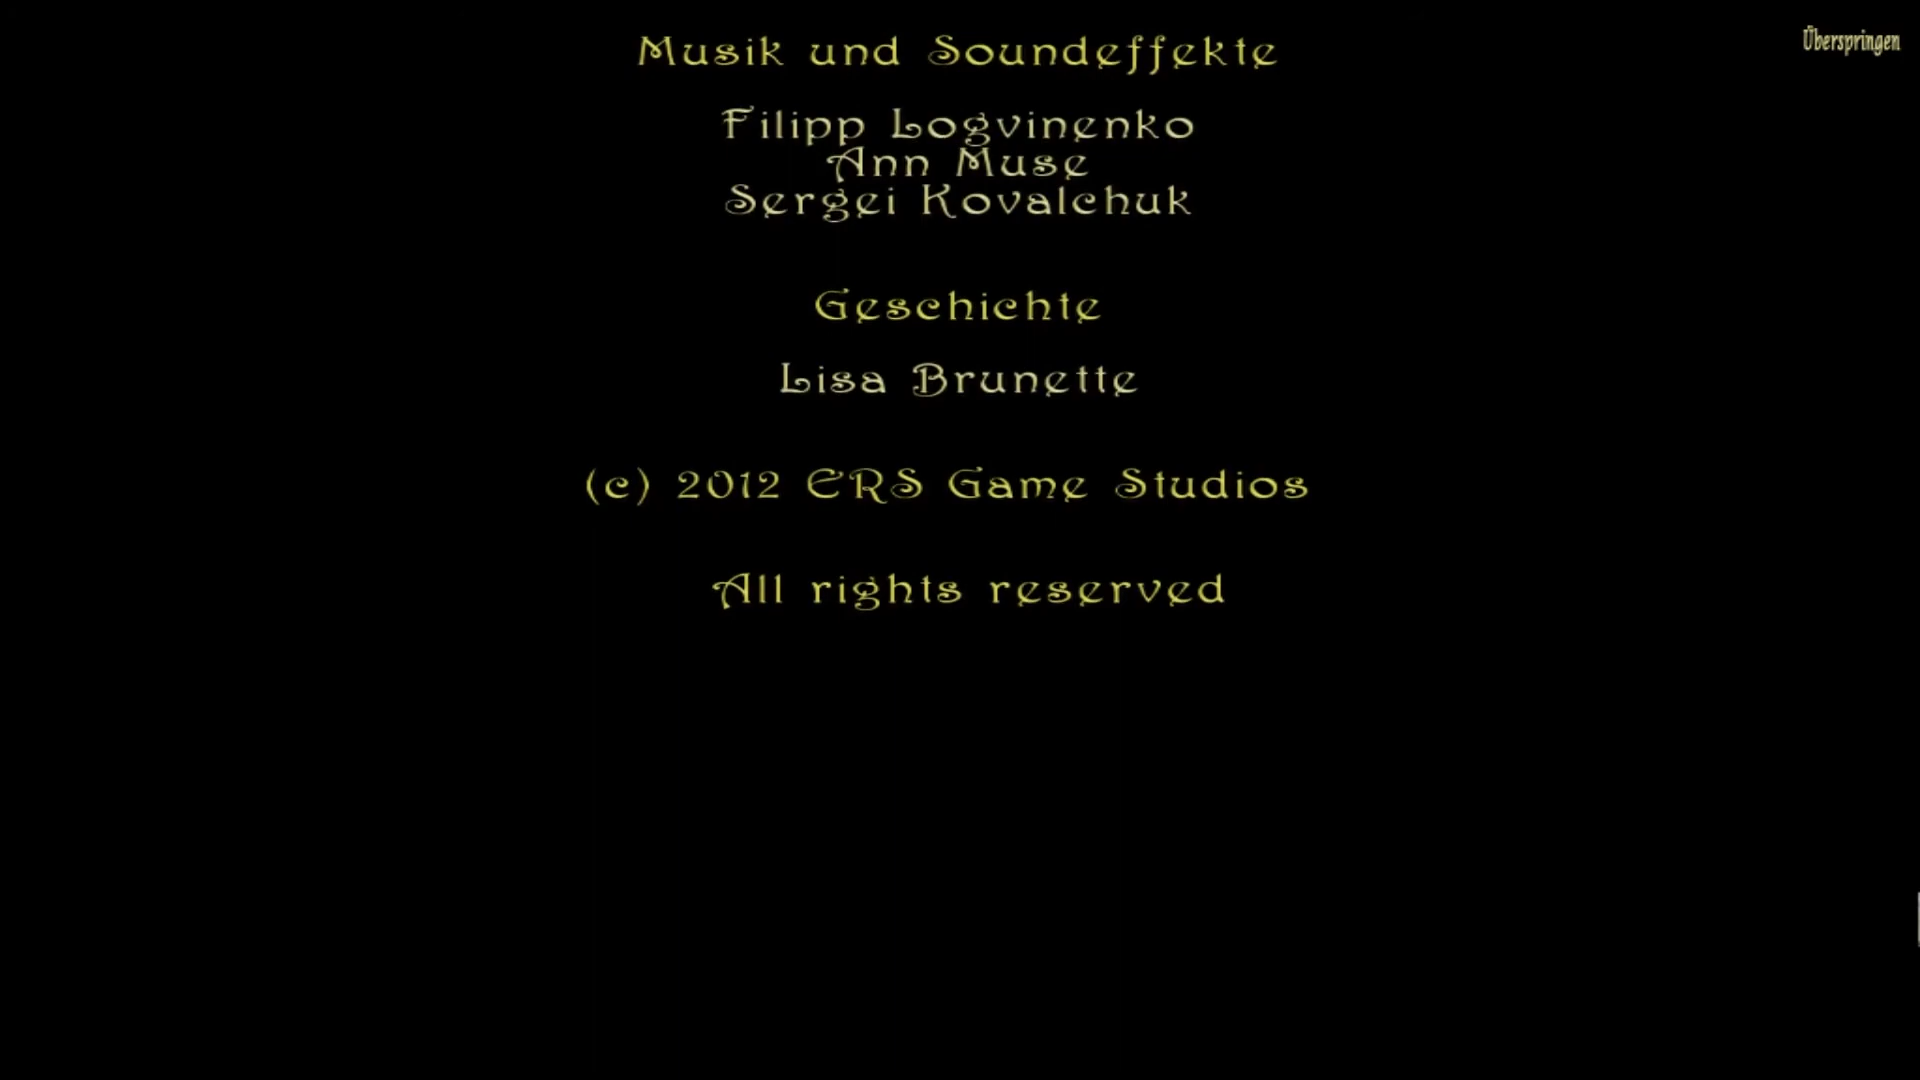 Überspringen
Musik und Soundeffekte
Filipp Logvinenko
Ann Muse
Sergei Kovalchuk
Geschichte
Lisa Brunette
(c) 2012 ERS Game Studios
All rights reserved